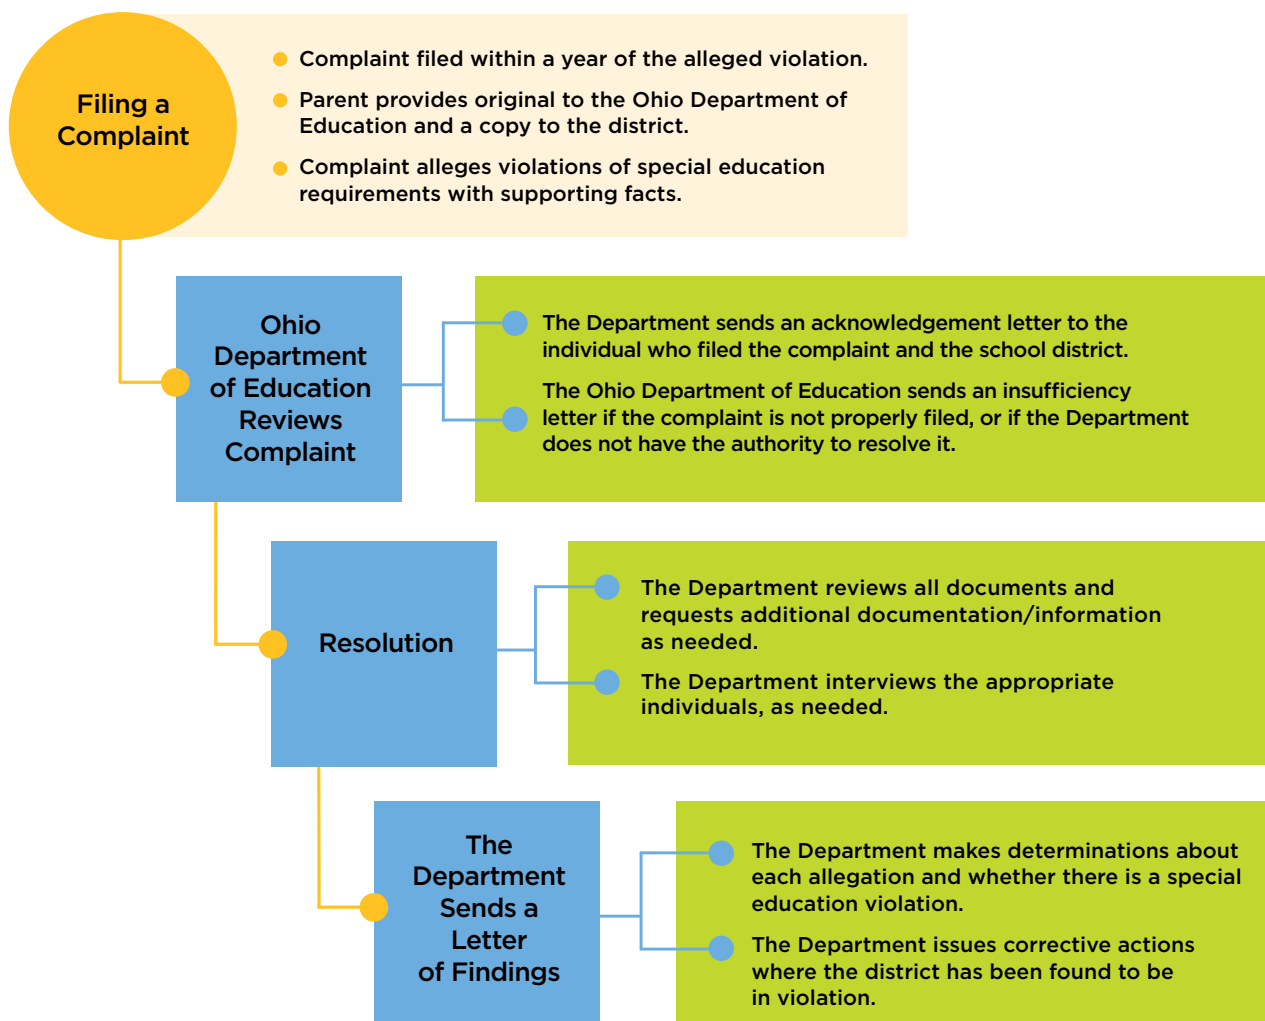 Filing a
Complaint
Complaint filed within a year of the alleged violation.
Parent provides original to the Ohio Department of
Education and a copy to the district.
Complaint alleges violations of special education
requirements with supporting facts.
Ohio
Department
of Education
Reviews
Complaint
The Department sends an acknowledgement letter to the
individual who filed the complaint and the school district.
The Ohio Department of Education sends an insufficiency
letter if the complaint is not properly filed, or if the Department
does not have the authority to resolve it.
Resolution
The Department reviews all documents and
requests additional documentation/information
as needed.
The Department interviews the appropriate
individuals, as needed.
The
Department
Sends a
Letter
of Findings
The Department makes determinations about
each allegation and whether there is a special
education violation.
The Department issues corrective actions
where the district has been found to be
in violation.